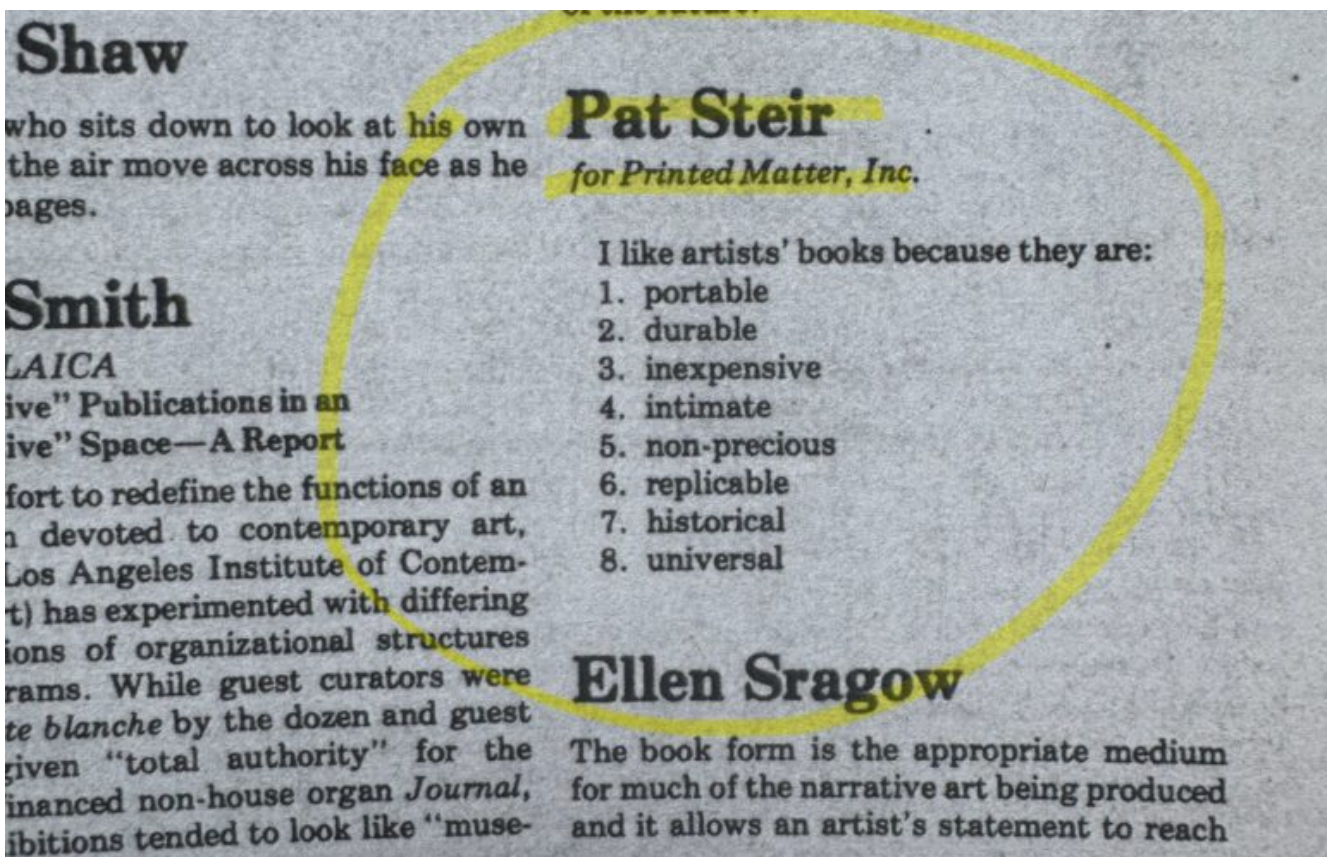 of the future.
Shaw
who sits down to look at his own
the air move across his face as he
pages.
Smith
LAICA
ive" Publications in an
ive" Space—A Report
fort to redefine the functions of an
devoted to contemporary art,
Los Angeles Institute of Contem-
t) has experimented with differing
ions of organizational structures
rams. While guest curators were
te blanche by the dozen and guest
given "total authority" for the
inanced non-house organ Journal,
ibitions tended to look like "muse-
Pat Steir
for Printed Matter, Inc.
I like artists' books because they are:
1. portable
2. durable
3. inexpensive
4. intimate
5. non-precious
6. replicable
7. historical
8. universal
Ellen Sragow
The book form is the appropriate medium
for much of the narrative art being produced
and it allows an artist's statement to reach